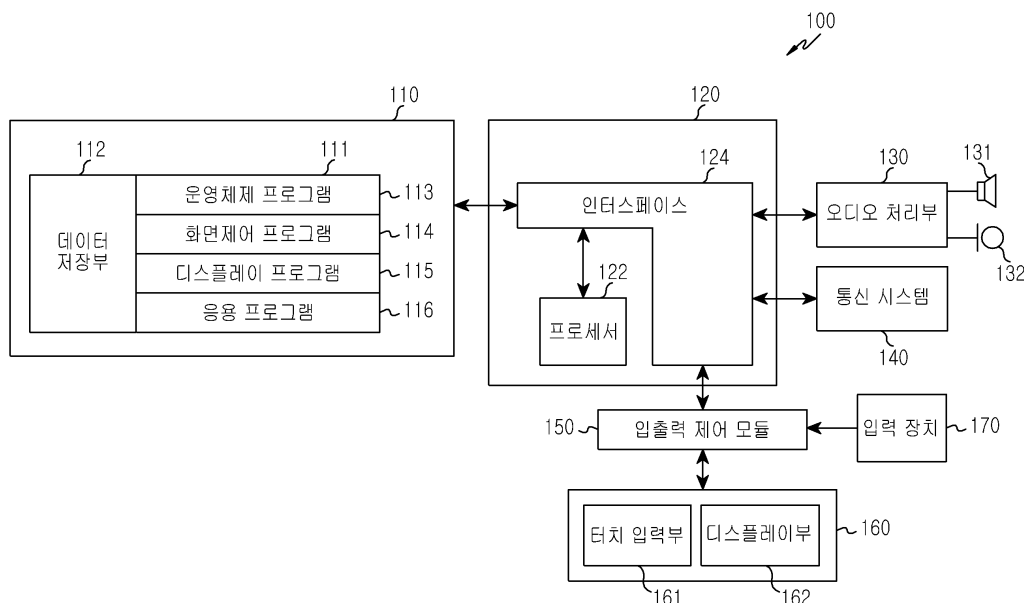 100
110
120
112
111
124
130
131
데이터
저장부
운영체제 프로그램
113
화면제어 프로그램
114
디스플레이 프로그램
115
응용 프로그램
116
인터스페이스
122
프로세서
오디오 처리부
132
통신 시스템
140
150
입출력 제어 모듈
입력 장치
170
터치 입력부
디스플레이부
160
161
162